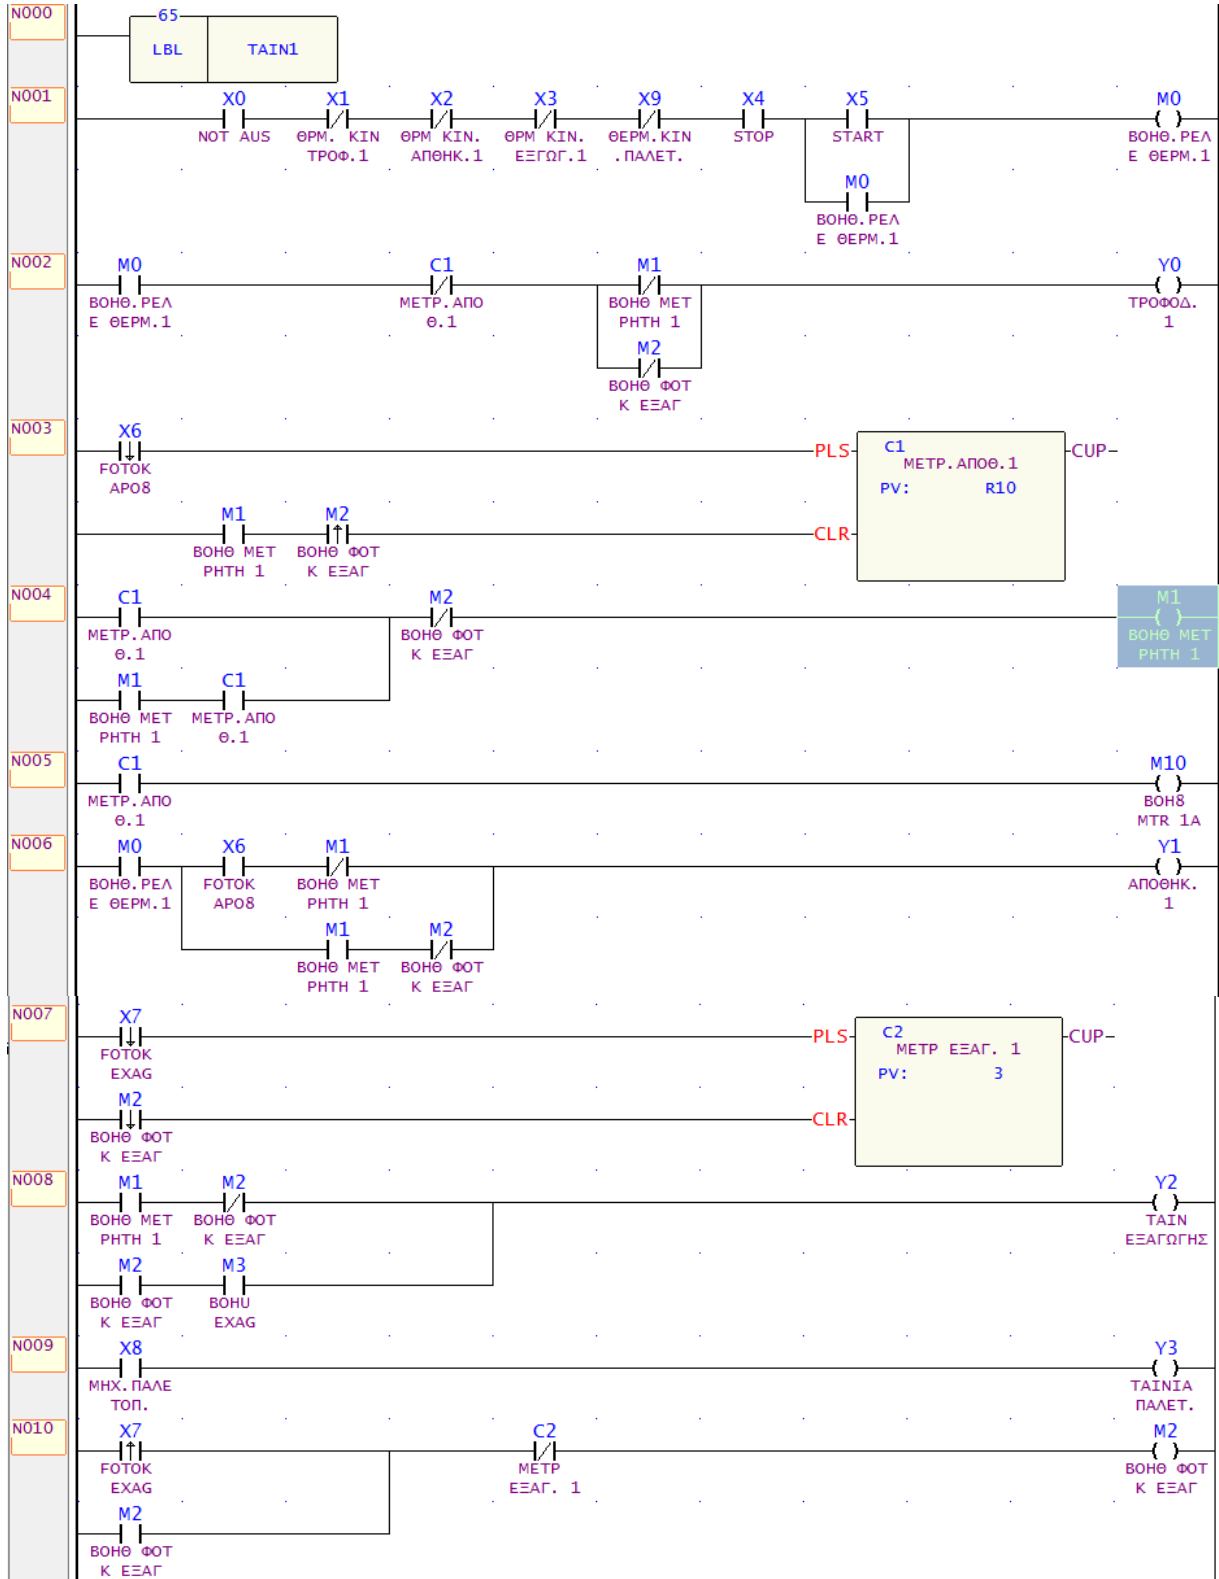 N000
65
LBL TAIN1
N001
X0 X1 X2 X3 X9 X4 X5 M0
NOT AUS ΘΡΜ. ΚΙΝ ΘΡΜ ΚΙΝ. ΘΡΜ ΚΙΝ. ΘΕΡΜ.ΚΙΝ STOP START ΒΟΗΘ.ΡΕΛ
ΤΡΟΦ.1 ΑΠΘΗΚ.1 ΕΞΓΩΓ.1 .ΠΑΛΕΤ. Ε ΘΕΡΜ.1
M0
ΒΟΗΘ.ΡΕΛ
Ε ΘΕΡΜ.1
N002
M0 C1 M1 Y0
ΒΟΗΘ.ΡΕΛ ΜΕΤΡ.ΑΠΟ ΒΟΗΘ ΜΕΤ ΤΡΟΦΟΔ.
Ε ΘΕΡΜ.1 Θ.1 ΡΗΤΗ 1 1
M2
ΒΟΗΘ ΦΟΤ
Κ ΕΞΑΓ
N003
X6 PLS C1 CUP
FOTOK ΜΕΤΡ.ΑΠΟΘ.1
APO8 PV: R10
M1 M2 CLR
ΒΟΗΘ ΜΕΤ ΒΟΗΘ ΦΟΤ
ΡΗΤΗ 1 Κ ΕΞΑΓ
N004
C1 M2 M1
ΜΕΤΡ.ΑΠΟ ΒΟΗΘ ΦΟΤ ΒΟΗΘ ΜΕΤ
Θ.1 Κ ΕΞΑΓ ΡΗΤΗ 1
M1 C1
ΒΟΗΘ ΜΕΤ ΜΕΤΡ.ΑΠΟ
ΡΗΤΗ 1 Θ.1
N005
C1 M10
ΜΕΤΡ.ΑΠΟ BOH8
Θ.1 MTR 1A
N006
M0 X6 M1 Y1
ΒΟΗΘ.ΡΕΛ FOTOK ΒΟΗΘ ΜΕΤ ΑΠΟΘΗΚ.
Ε ΘΕΡΜ.1 APO8 ΡΗΤΗ 1 1
M1 M2
ΒΟΗΘ ΜΕΤ ΒΟΗΘ ΦΟΤ
ΡΗΤΗ 1 Κ ΕΞΑΓ
N007
X7 PLS C2 CUP
FOTOK ΜΕΤΡ ΕΞΑΓ. 1
EXAG PV: 3
M2 CLR
ΒΟΗΘ ΦΟΤ
Κ ΕΞΑΓ
N008
M1 M2 Y2
ΒΟΗΘ ΜΕΤ ΒΟΗΘ ΦΟΤ ΤΑΙΝ
ΡΗΤΗ 1 Κ ΕΞΑΓ ΕΞΑΓΩΓΗΣ
M2 M3
ΒΟΗΘ ΦΟΤ BOHU
Κ ΕΞΑΓ EXAG
N009
X8 Y3
ΜΗΧ.ΠΑΛΕ ΤΑΙΝΙΑ
ΤΟΠ. ΠΑΛΕΤ.
N010
X7 C2 M2
FOTOK ΜΕΤΡ ΒΟΗΘ ΦΟΤ
EXAG ΕΞΑΓ. 1 Κ ΕΞΑΓ
M2
ΒΟΗΘ ΦΟΤ
Κ ΕΞΑΓ